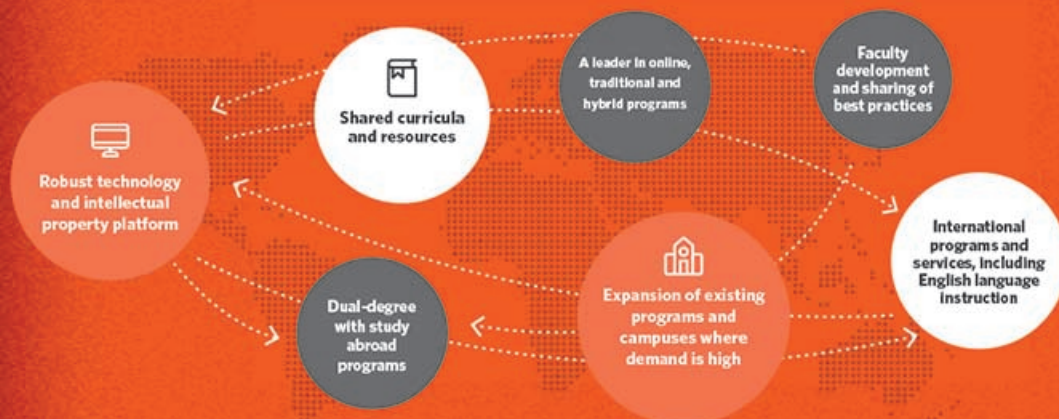 Robust technology
and intellectual
property platform
Shared curricula
and resources
A leader in online,
traditional and
hybrid programs
Faculty
development
and sharing of
best practices
Dual-degree
with study
abroad
programs
Expansion of existing
programs and
campuses where
demand is high
International
programs and
services, including
English language
instruction